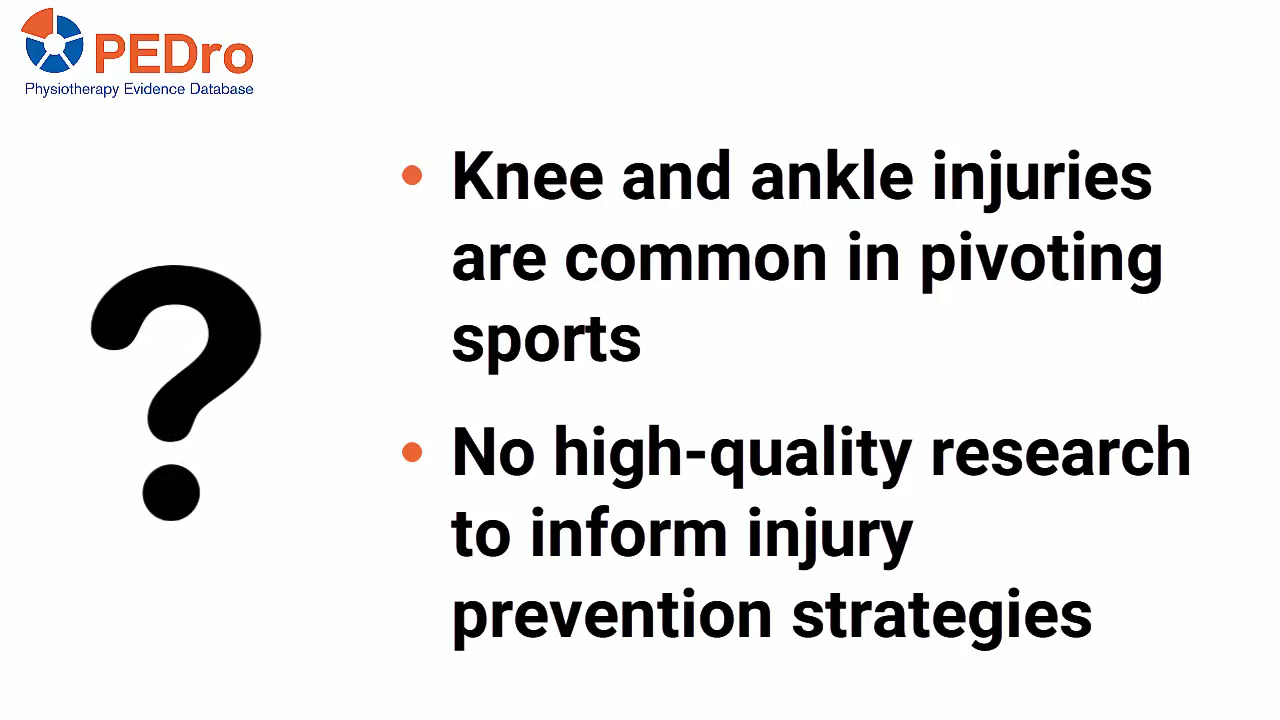 PEDro
Physiotherapy Evidence Database
?
• Knee and ankle injuries
are common in pivoting
sports
• No high-quality research
to inform injury
prevention strategies